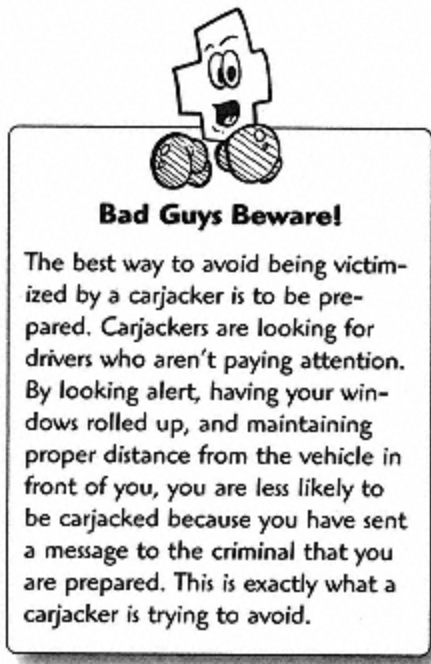 Bad Guys Beware!
The best way to avoid being victim-
ized by a carjacker is to be pre-
pared. Carjackers are looking for
drivers who aren't paying attention.
By looking alert, having your win-
dows rolled up, and maintaining
proper distance from the vehicle in
front of you, you are less likely to
be carjacked because you have sent
a message to the criminal that you
are prepared. This is exactly what a
carjacker is trying to avoid.